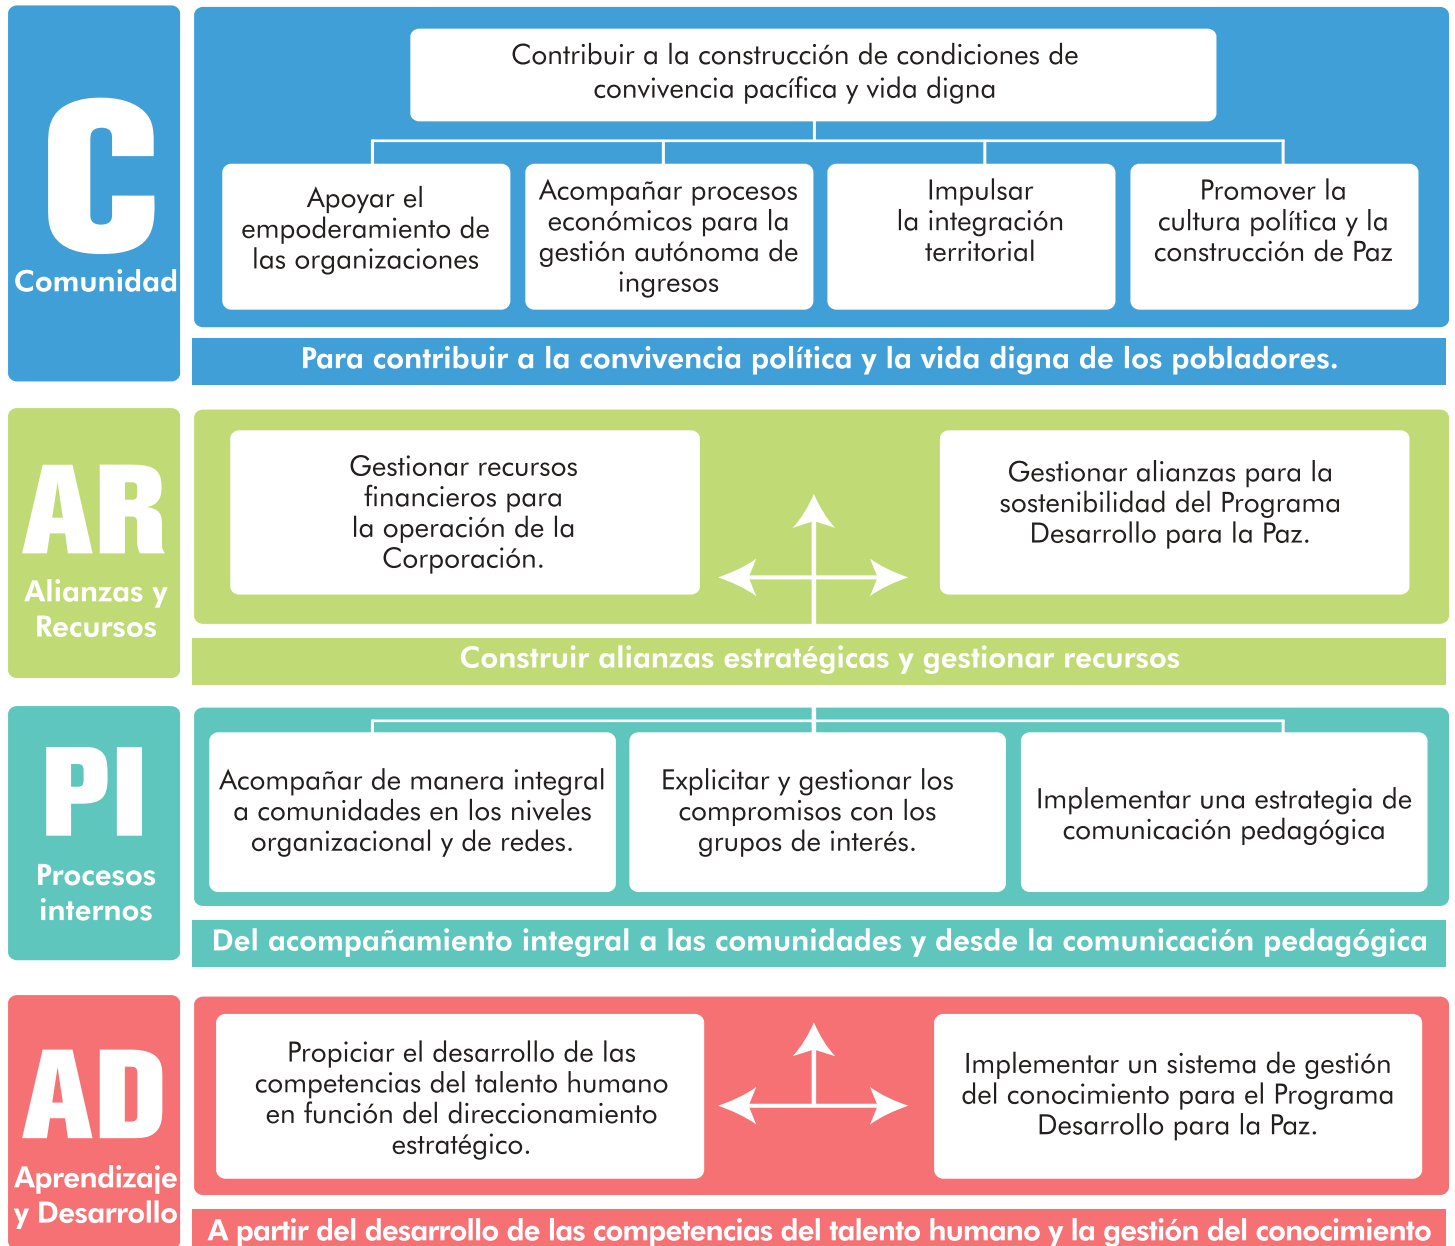 C
Comunidad
Contribuir a la construcción de condiciones de
convivencia pacífica y vida digna
Apoyar el
empoderamiento de
las organizaciones
Acompañar procesos
económicos para la
gestión autónoma de
ingresos
Impulsar
la integración
territorial
Promover la
cultura política y la
construcción de Paz
Para contribuir a la convivencia política y la vida digna de los pobladores.
AR
Alianzas y
Recursos
Gestionar recursos
financieros para
la operación de la
Corporación.
Gestionar alianzas para la
sostenibilidad del Programa
Desarrollo para la Paz.
Construir alianzas estratégicas y gestionar recursos
PI
Procesos
internos
Acompañar de manera integral
a comunidades en los niveles
organizacional y de redes.
Explicitar y gestionar los
compromisos con los
grupos de interés.
Implementar una estrategia de
comunicación pedagógica
Del acompañamiento integral a las comunidades y desde la comunicación pedagógica
AD
Aprendizaje
y Desarrollo
Propiciar el desarrollo de las
competencias del talento humano
en función del direccionamiento
estratégico.
Implementar un sistema de gestión
del conocimiento para el Programa
Desarrollo para la Paz.
A partir del desarrollo de las competencias del talento humano y la gestión del conocimiento